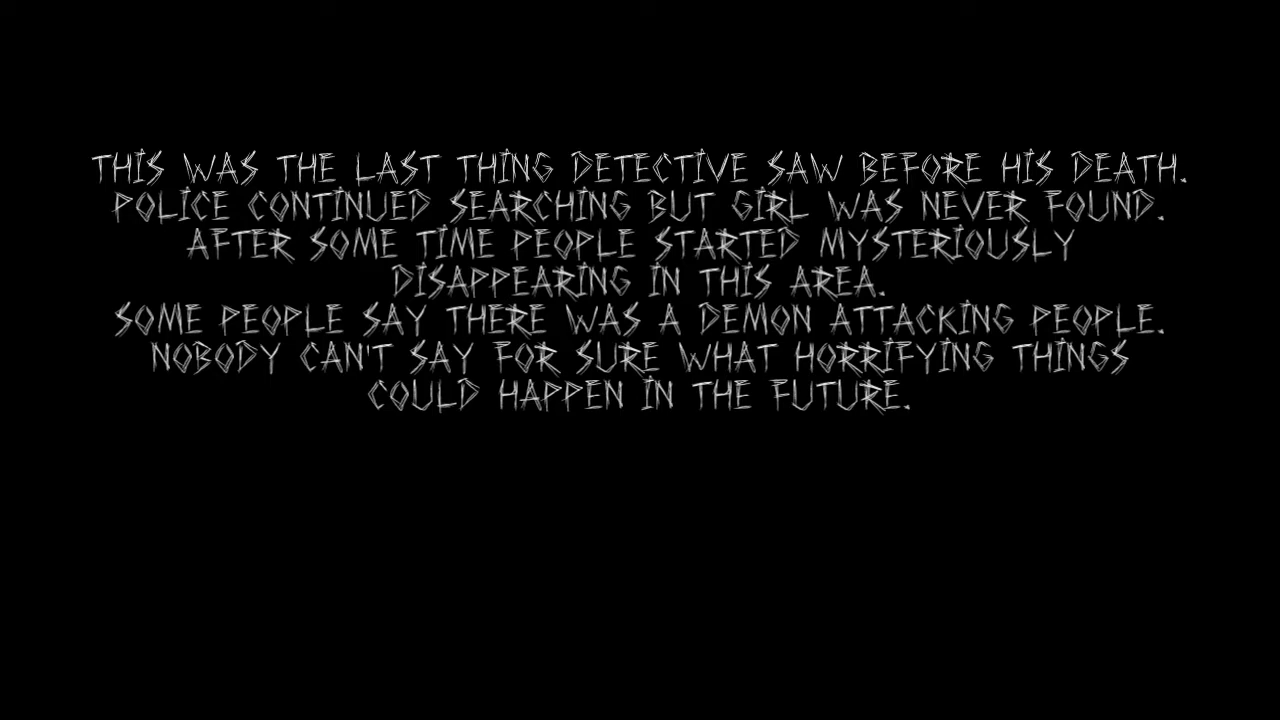 THIS WAS THE LAST THING DETECTIVE SAW BEFORE HIS DEATH.
POLICE CONTINUED SEARCHING BUT GIRL WAS NEVER FOUND.
AFTER SOME TIME PEOPLE STARTED MYSTERIOUSLY
DISAPPEARING IN THIS AREA.
SOME PEOPLE SAY THERE WAS A DEMON ATTACKING PEOPLE.
NOBODY CAN'T SAY FOR SURE WHAT HORRIFYING THINGS
COULD HAPPEN IN THE FUTURE.